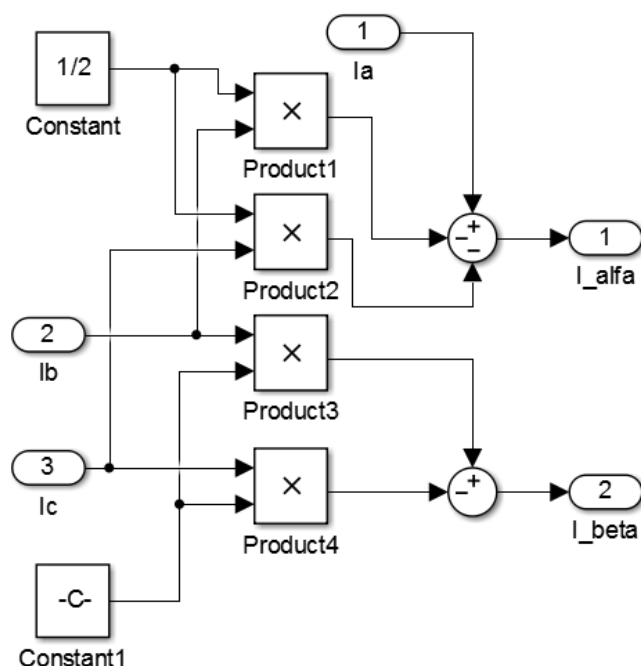 1/2
Constant
1
Ia
×
Product1
×
Product2
+
−
−
1
I_alfa
2
Ib
×
Product3
3
Ic
×
Product4
+
−
2
I_beta
-C-
Constant1